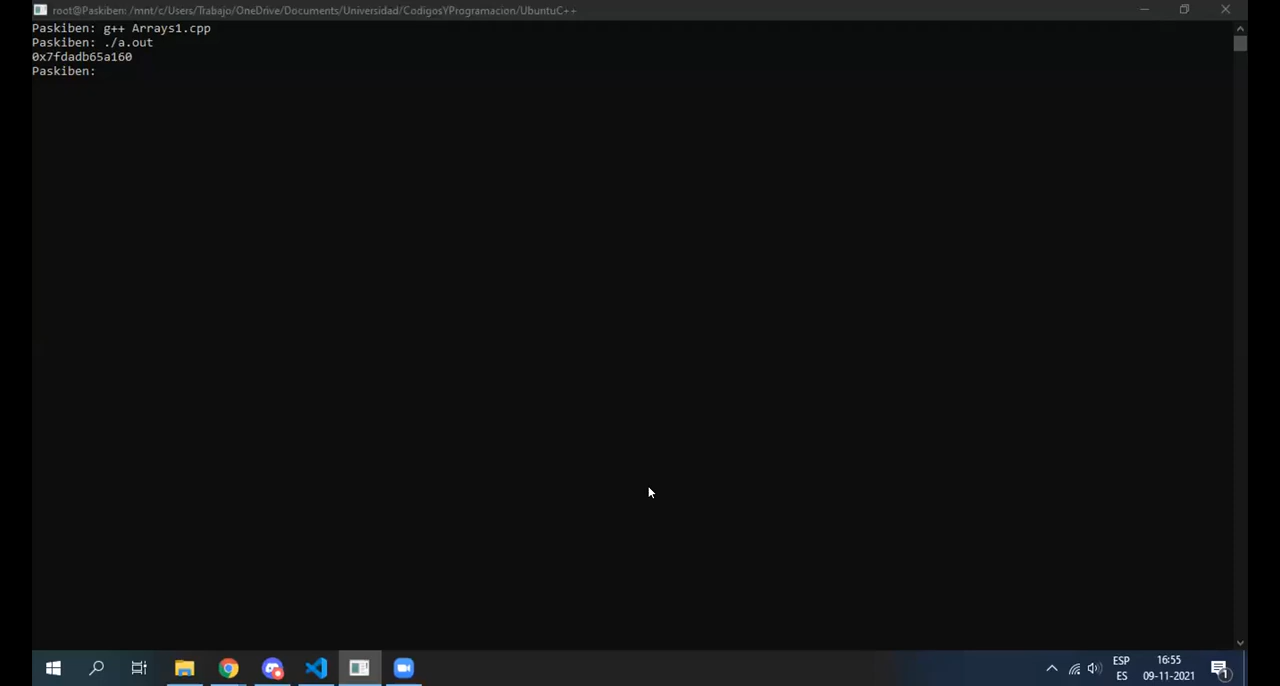 root@Paskiben: /mnt/c/Users/Trabajo/OneDrive/Documents/Universidad/CodigosYProgramacion/UbuntuC++
Paskiben: g++ Arrays1.cpp
Paskiben: ./a.out
0x7fdadb65a160
Paskiben:
ESP
16:55
ES
09-11-2021
1